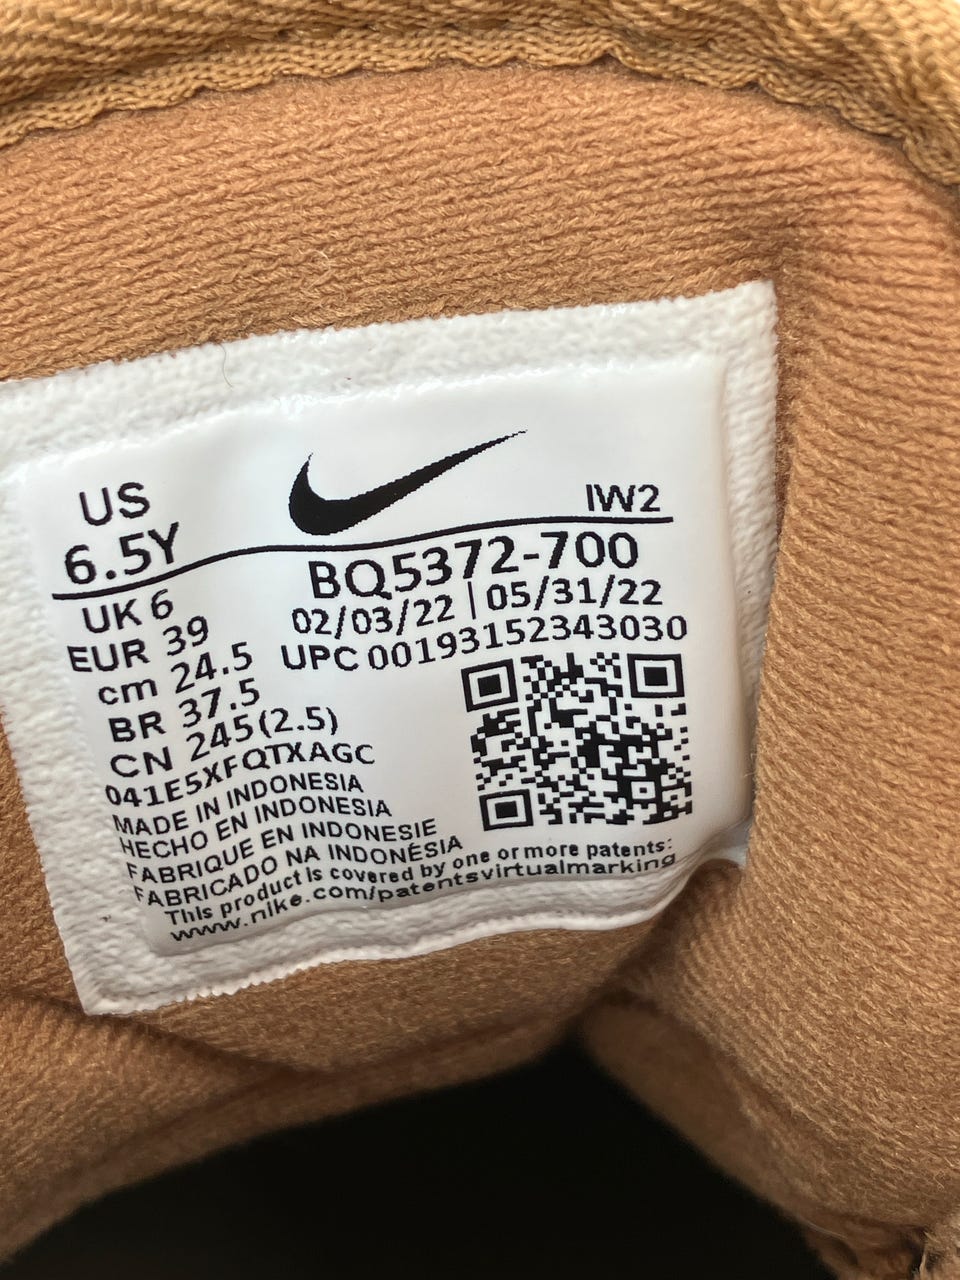 US
6.5Y
IW2
BQ5372-700
02/03/22 | 05/31/22
UPC 00193152343030
UK 6
EUR 39
cm 24.5
BR 37.5
CN 245(2.5)
041E5XFQTXAGC
MADE IN INDONESIA
HECHO EN INDONESIA
FABRIQUE EN INDONESIE
FABRICADO NA INDONÉSIA
This product is covered by one or more patents:
www.nike.com/patentsvirtualmarking